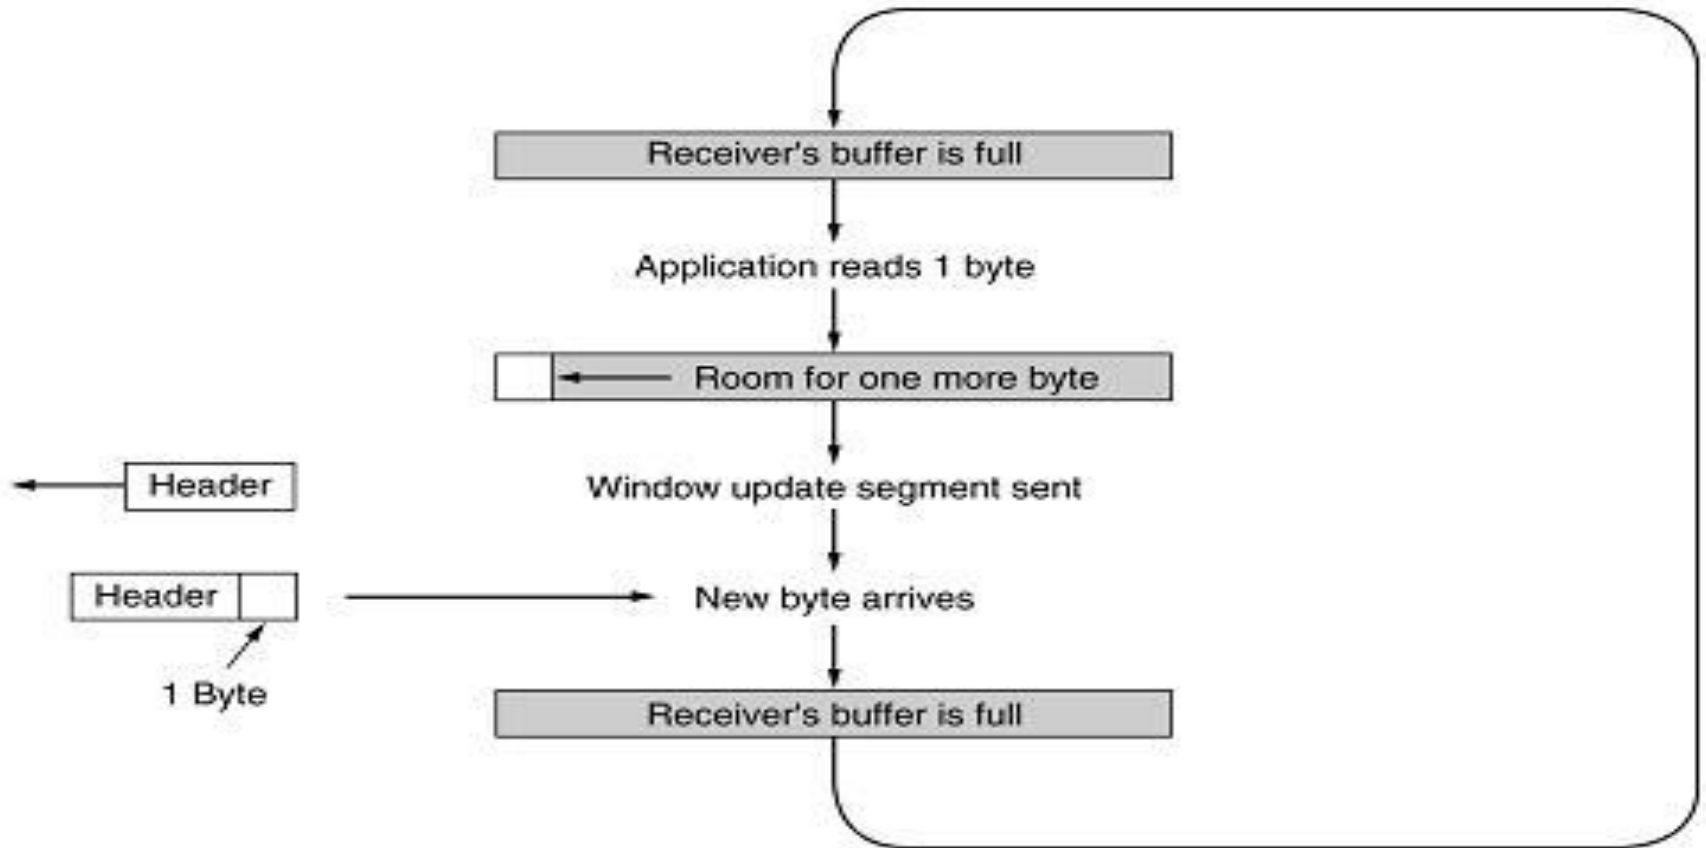 Receiver's buffer is full
Application reads 1 byte
Room for one more byte
Header
Window update segment sent
Header
New byte arrives
1 Byte
Receiver's buffer is full